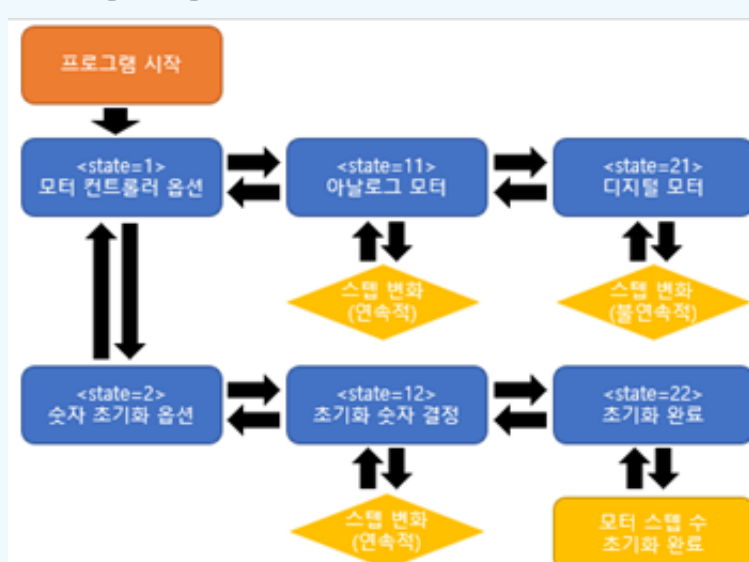 프로그램 시작
<state=1>
모터 컨트롤러 옵션
<state=11>
아날로그 모터
<state=21>
디지털 모터
스텝 변화
(연속적)
스텝 변화
(불연속적)
<state=2>
숫자 초기화 옵션
<state=12>
초기화 숫자 결정
<state=22>
초기화 완료
스텝 변화
(연속적)
모터 스텝 수
초기화 완료